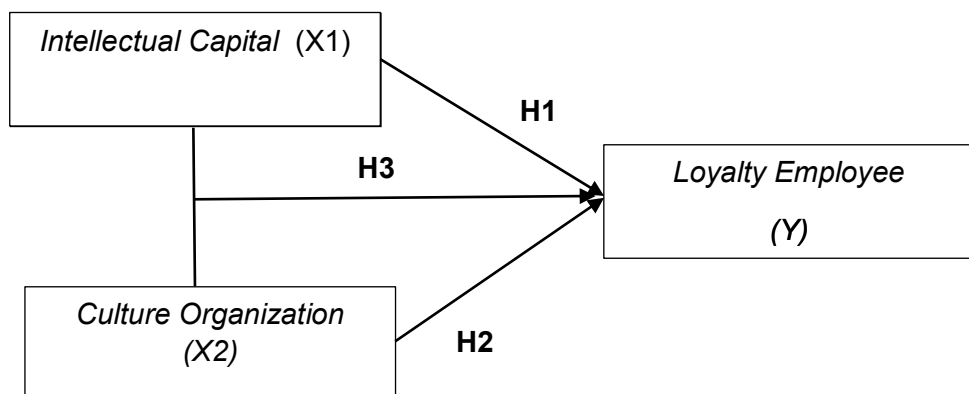 Intellectual Capital (X1)
H1
H3
Loyalty Employee
(Y)
Culture Organization
(X2)
H2